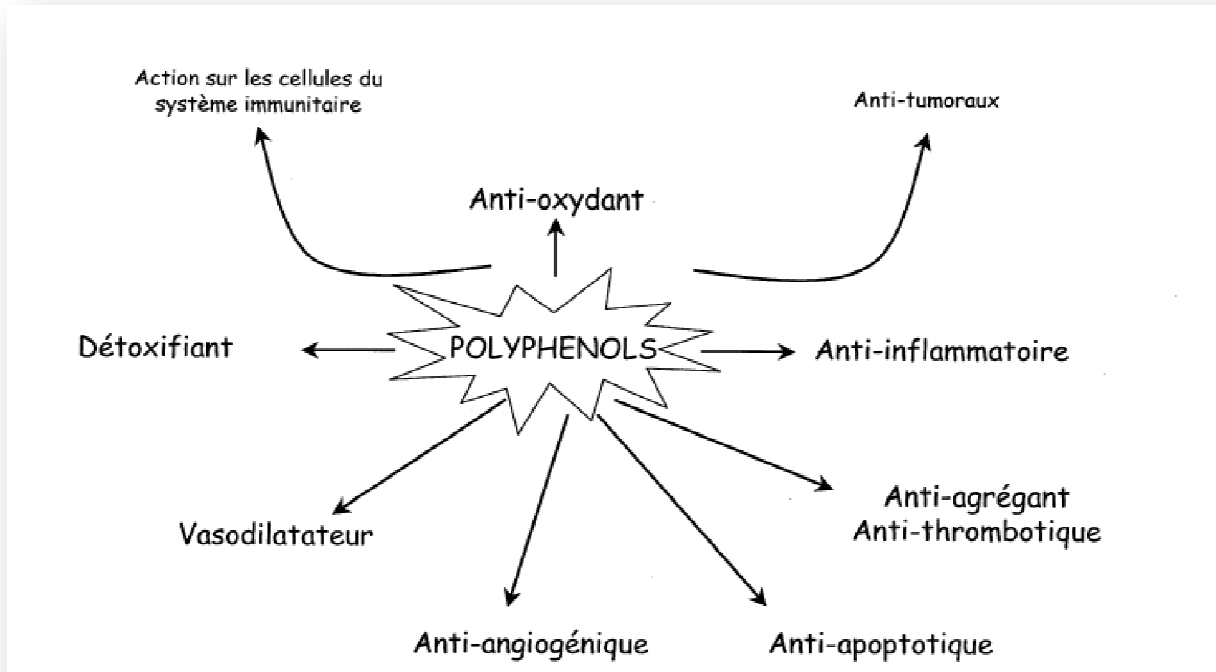 Action sur les cellules du
système immunitaire
Anti-tumoraux
Anti-oxydant
Détoxifiant
POLYPHENOLS
Anti-inflammatoire
Anti-agrégant
Anti-thrombotique
Vasodilatateur
Anti-angiogénique
Anti-apoptotique